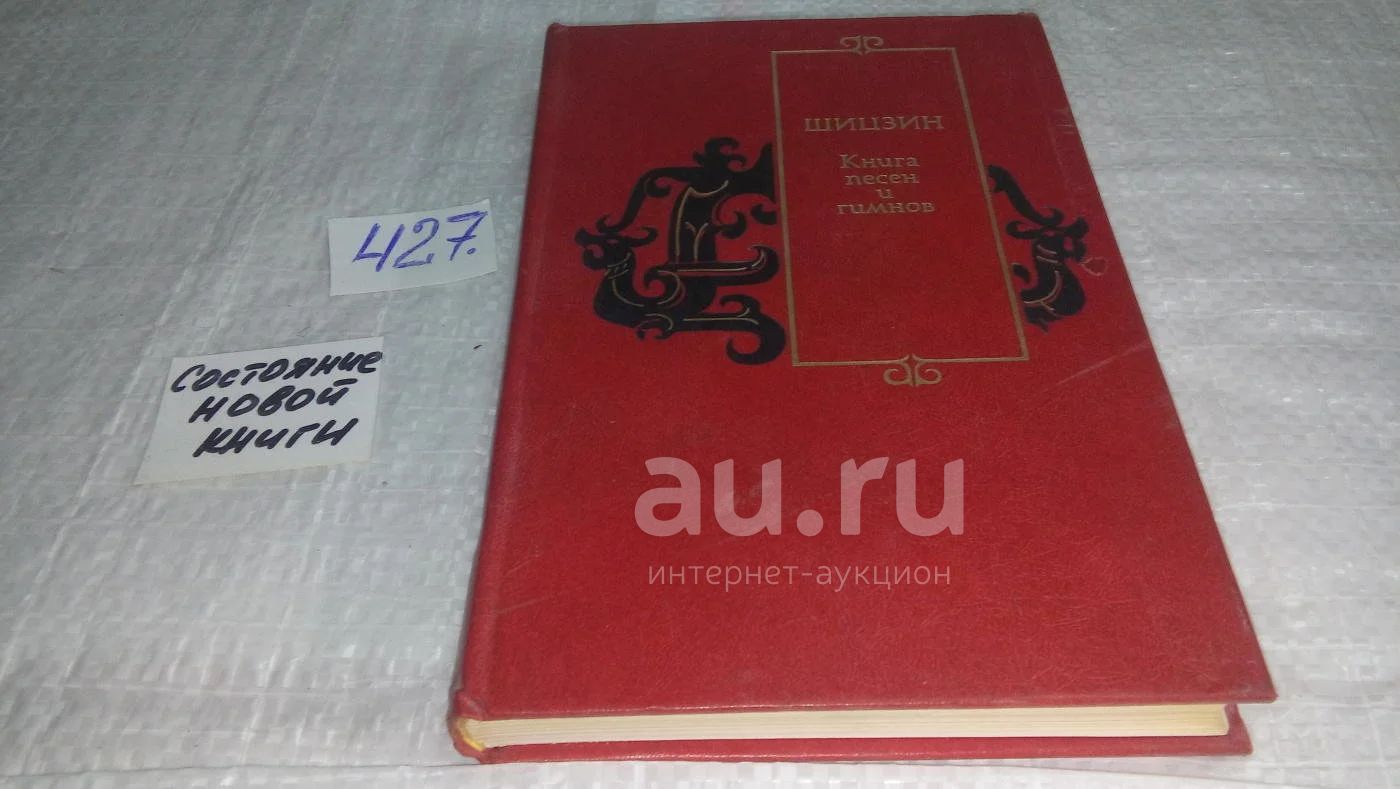 ШИЦЗИН
Книга
песен
и
гимнов
427.
Состояние
новой
книги
au.ru
интернет-аукцион